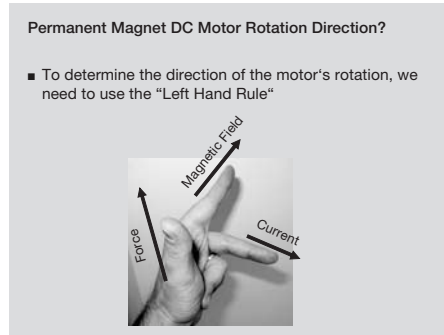 Permanent Magnet DC Motor Rotation Direction?
■ To determine the direction of the motor‘s rotation, we
need to use the “Left Hand Rule“
Magnetic Field
Force
Current